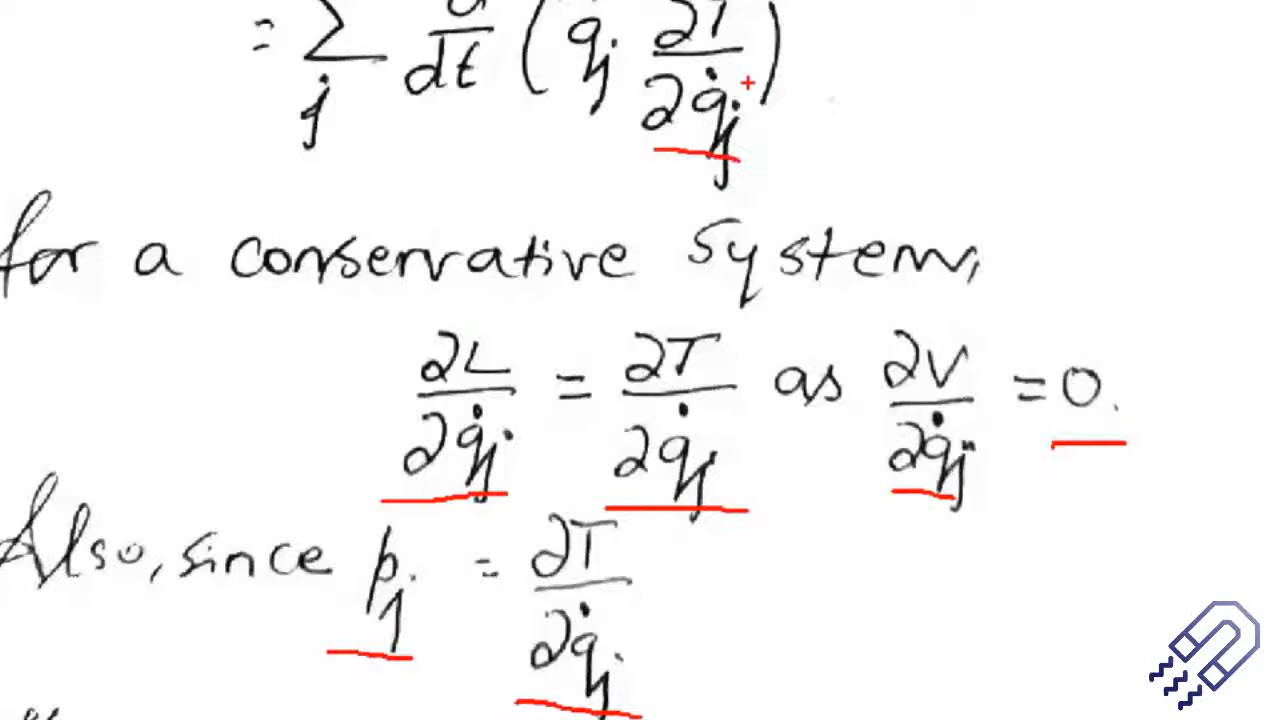 = Σ_j d/dt ( q_j ∂T/∂q̇_j )
for a conservative system,
∂L/∂q̇_j = ∂T/∂q̇_j as ∂V/∂q̇_j = 0.
Also, since p_j = ∂T/∂q̇_j